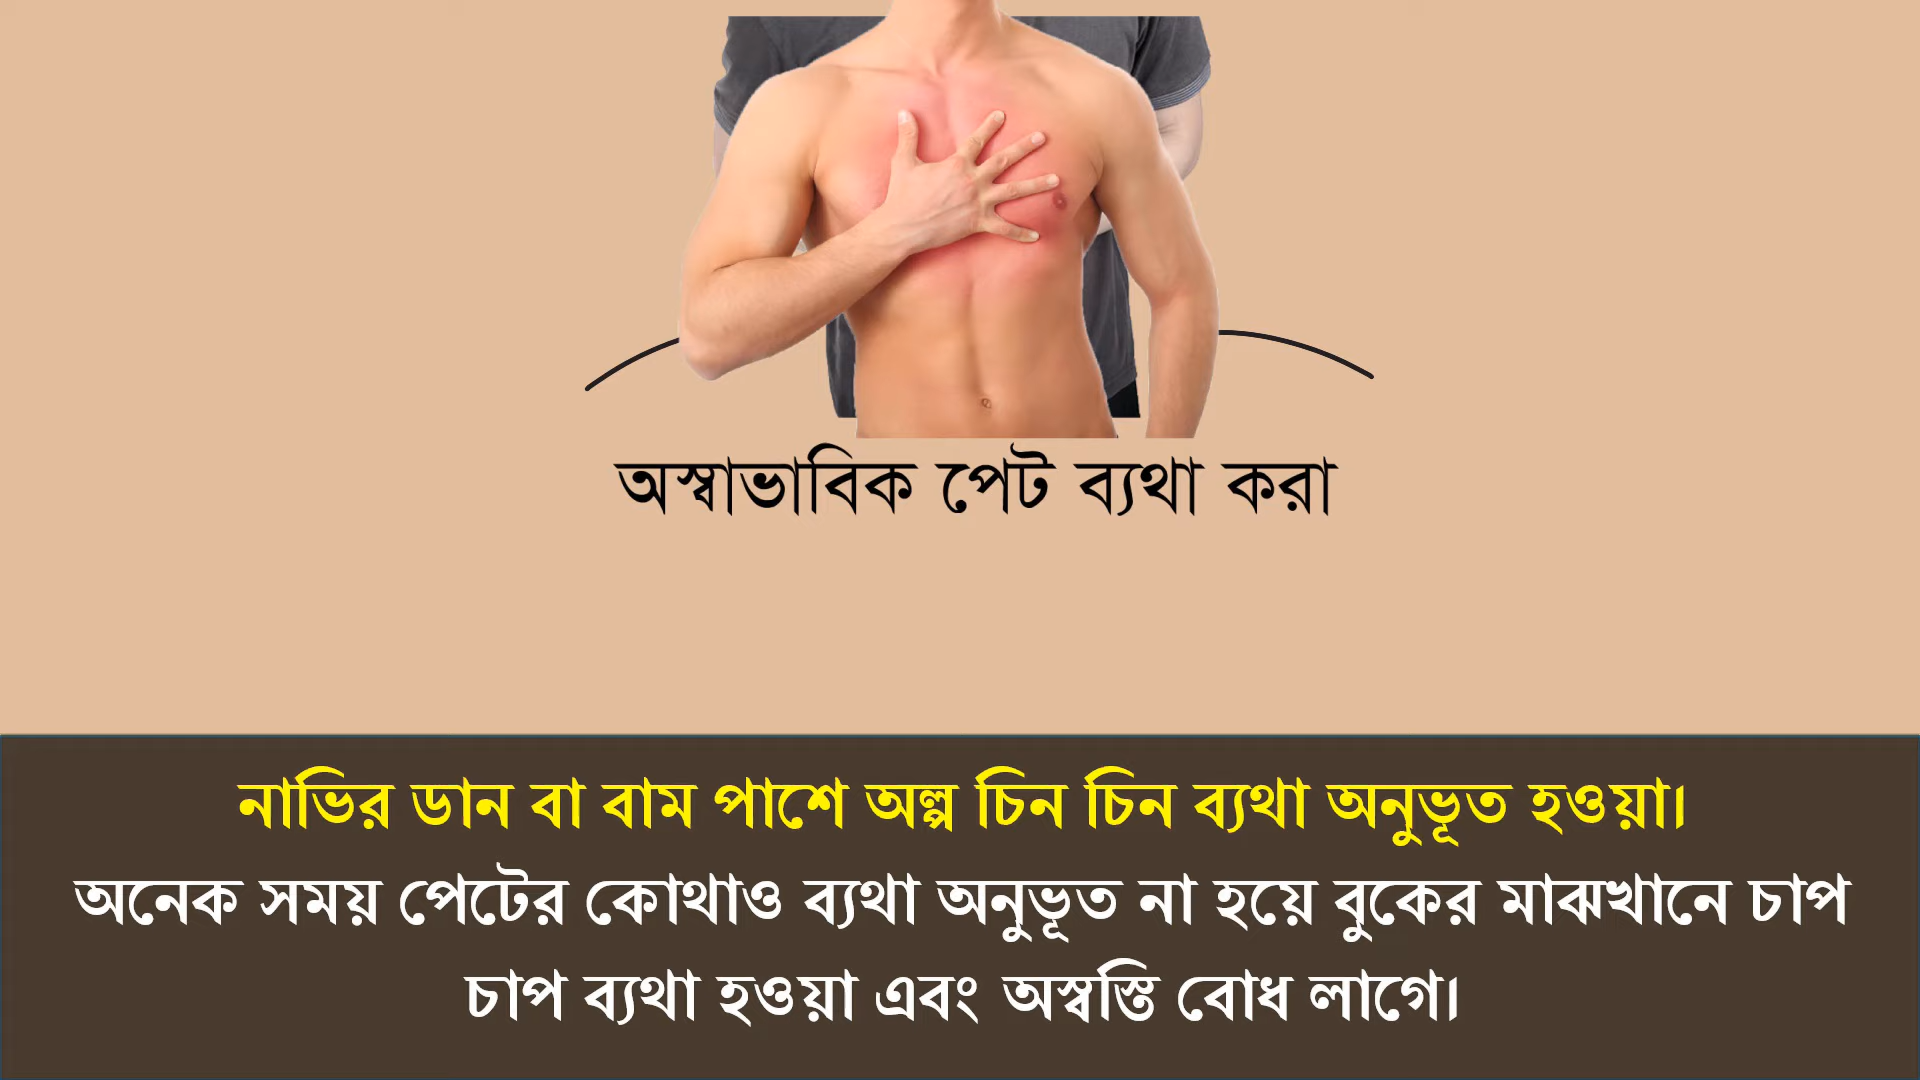 অস্বাভাবিক পেট ব্যথা করা
নাভির ডান বা বাম পাশে অল্প চিন চিন ব্যথা অনুভূত হওয়া।
অনেক সময় পেটের কোথাও ব্যথা অনুভূত না হয়ে বুকের মাঝখানে চাপ
চাপ ব্যথা হওয়া এবং অস্বস্তি বোধ লাগে।